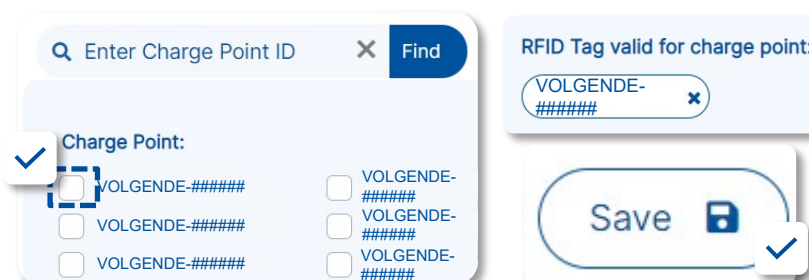 Enter Charge Point ID
Find
Charge Point:
VOLGENDE-######
VOLGENDE-######
VOLGENDE-######
VOLGENDE-
######
VOLGENDE-
######
VOLGENDE-
######
RFID Tag valid for charge point:
VOLGENDE-
######
Save